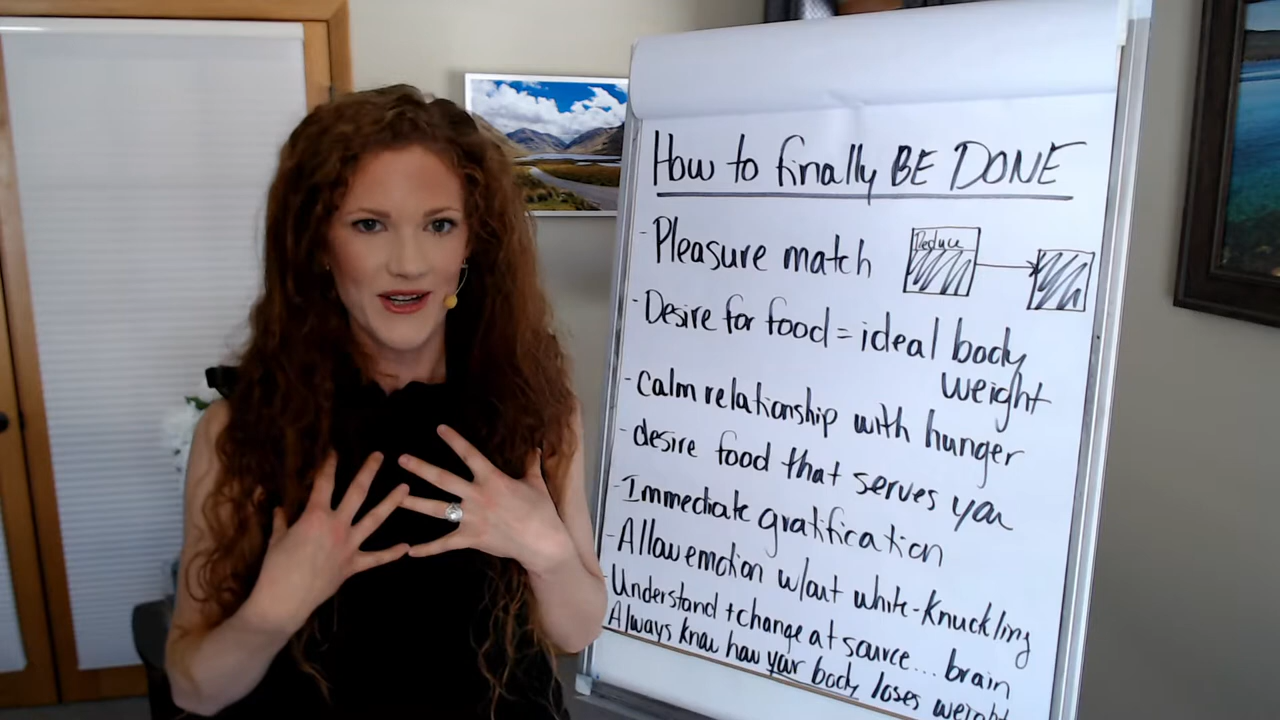 How to finally BE DONE
- Pleasure match
Reduce
- Desire for food = ideal body
weight
- calm relationship with hunger
- desire food that serves you
- Immediate gratification
- Allow emotion w/out white-knuckling
- Understand + change at source... brain
- Always know how your body loses weight